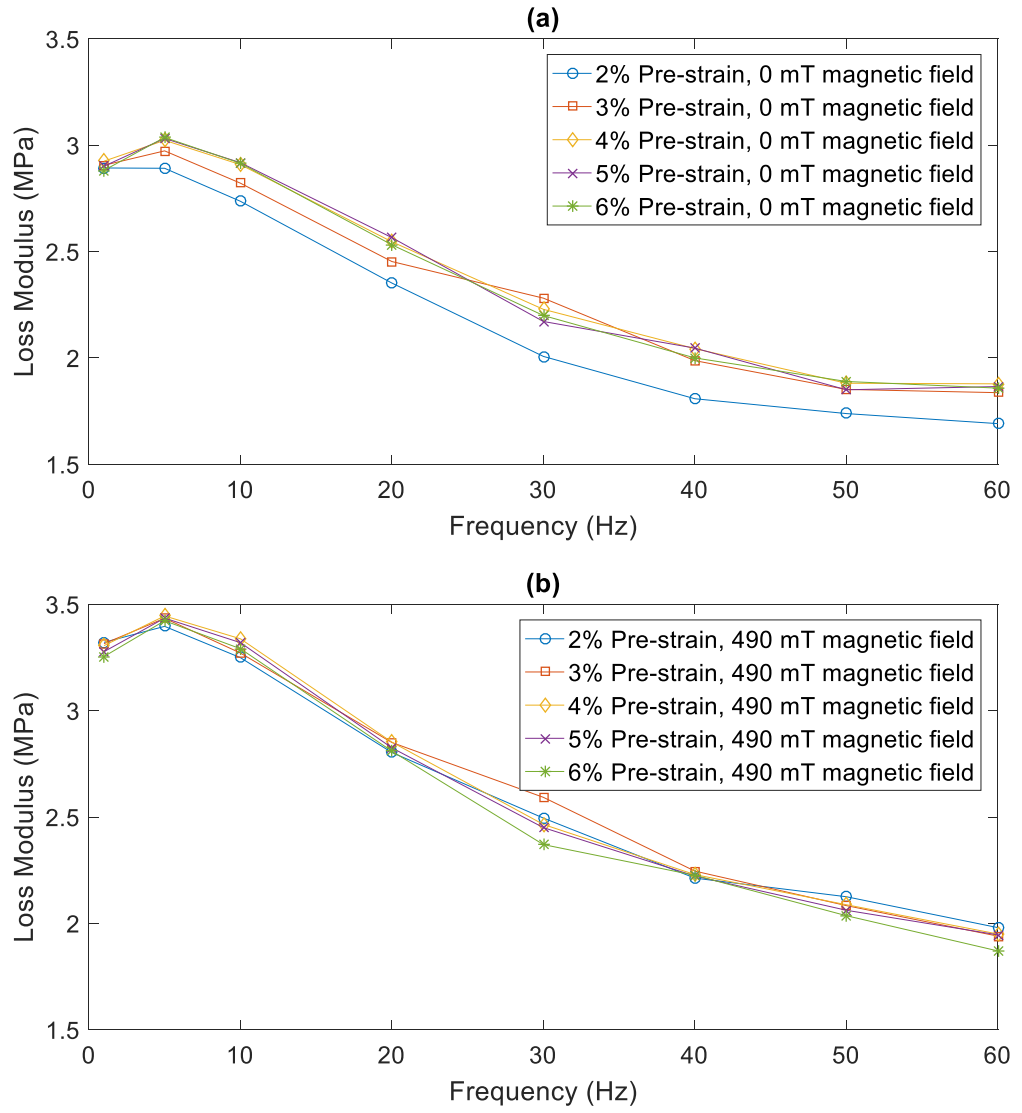 (a)
3.5
3
2.5
2
1.5
Loss Modulus (MPa)
2% Pre-strain, 0 mT magnetic field
3% Pre-strain, 0 mT magnetic field
4% Pre-strain, 0 mT magnetic field
5% Pre-strain, 0 mT magnetic field
6% Pre-strain, 0 mT magnetic field
0 10 20 30 40 50 60
Frequency (Hz)
(b)
3.5
3
2.5
2
1.5
Loss Modulus (MPa)
2% Pre-strain, 490 mT magnetic field
3% Pre-strain, 490 mT magnetic field
4% Pre-strain, 490 mT magnetic field
5% Pre-strain, 490 mT magnetic field
6% Pre-strain, 490 mT magnetic field
0 10 20 30 40 50 60
Frequency (Hz)